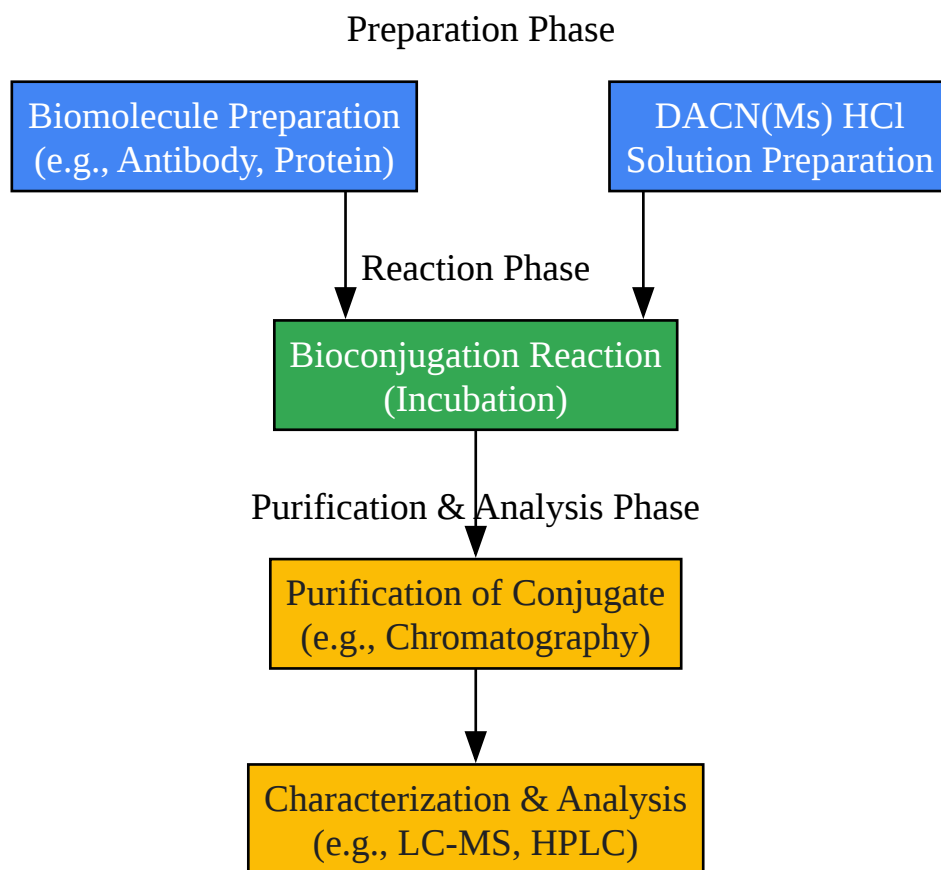 Preparation Phase
Biomolecule Preparation
(e.g., Antibody, Protein)
DACN(Ms) HCl
Solution Preparation
Reaction Phase
Bioconjugation Reaction
(Incubation)
Purification & Analysis Phase
Purification of Conjugate
(e.g., Chromatography)
Characterization & Analysis
(e.g., LC-MS, HPLC)